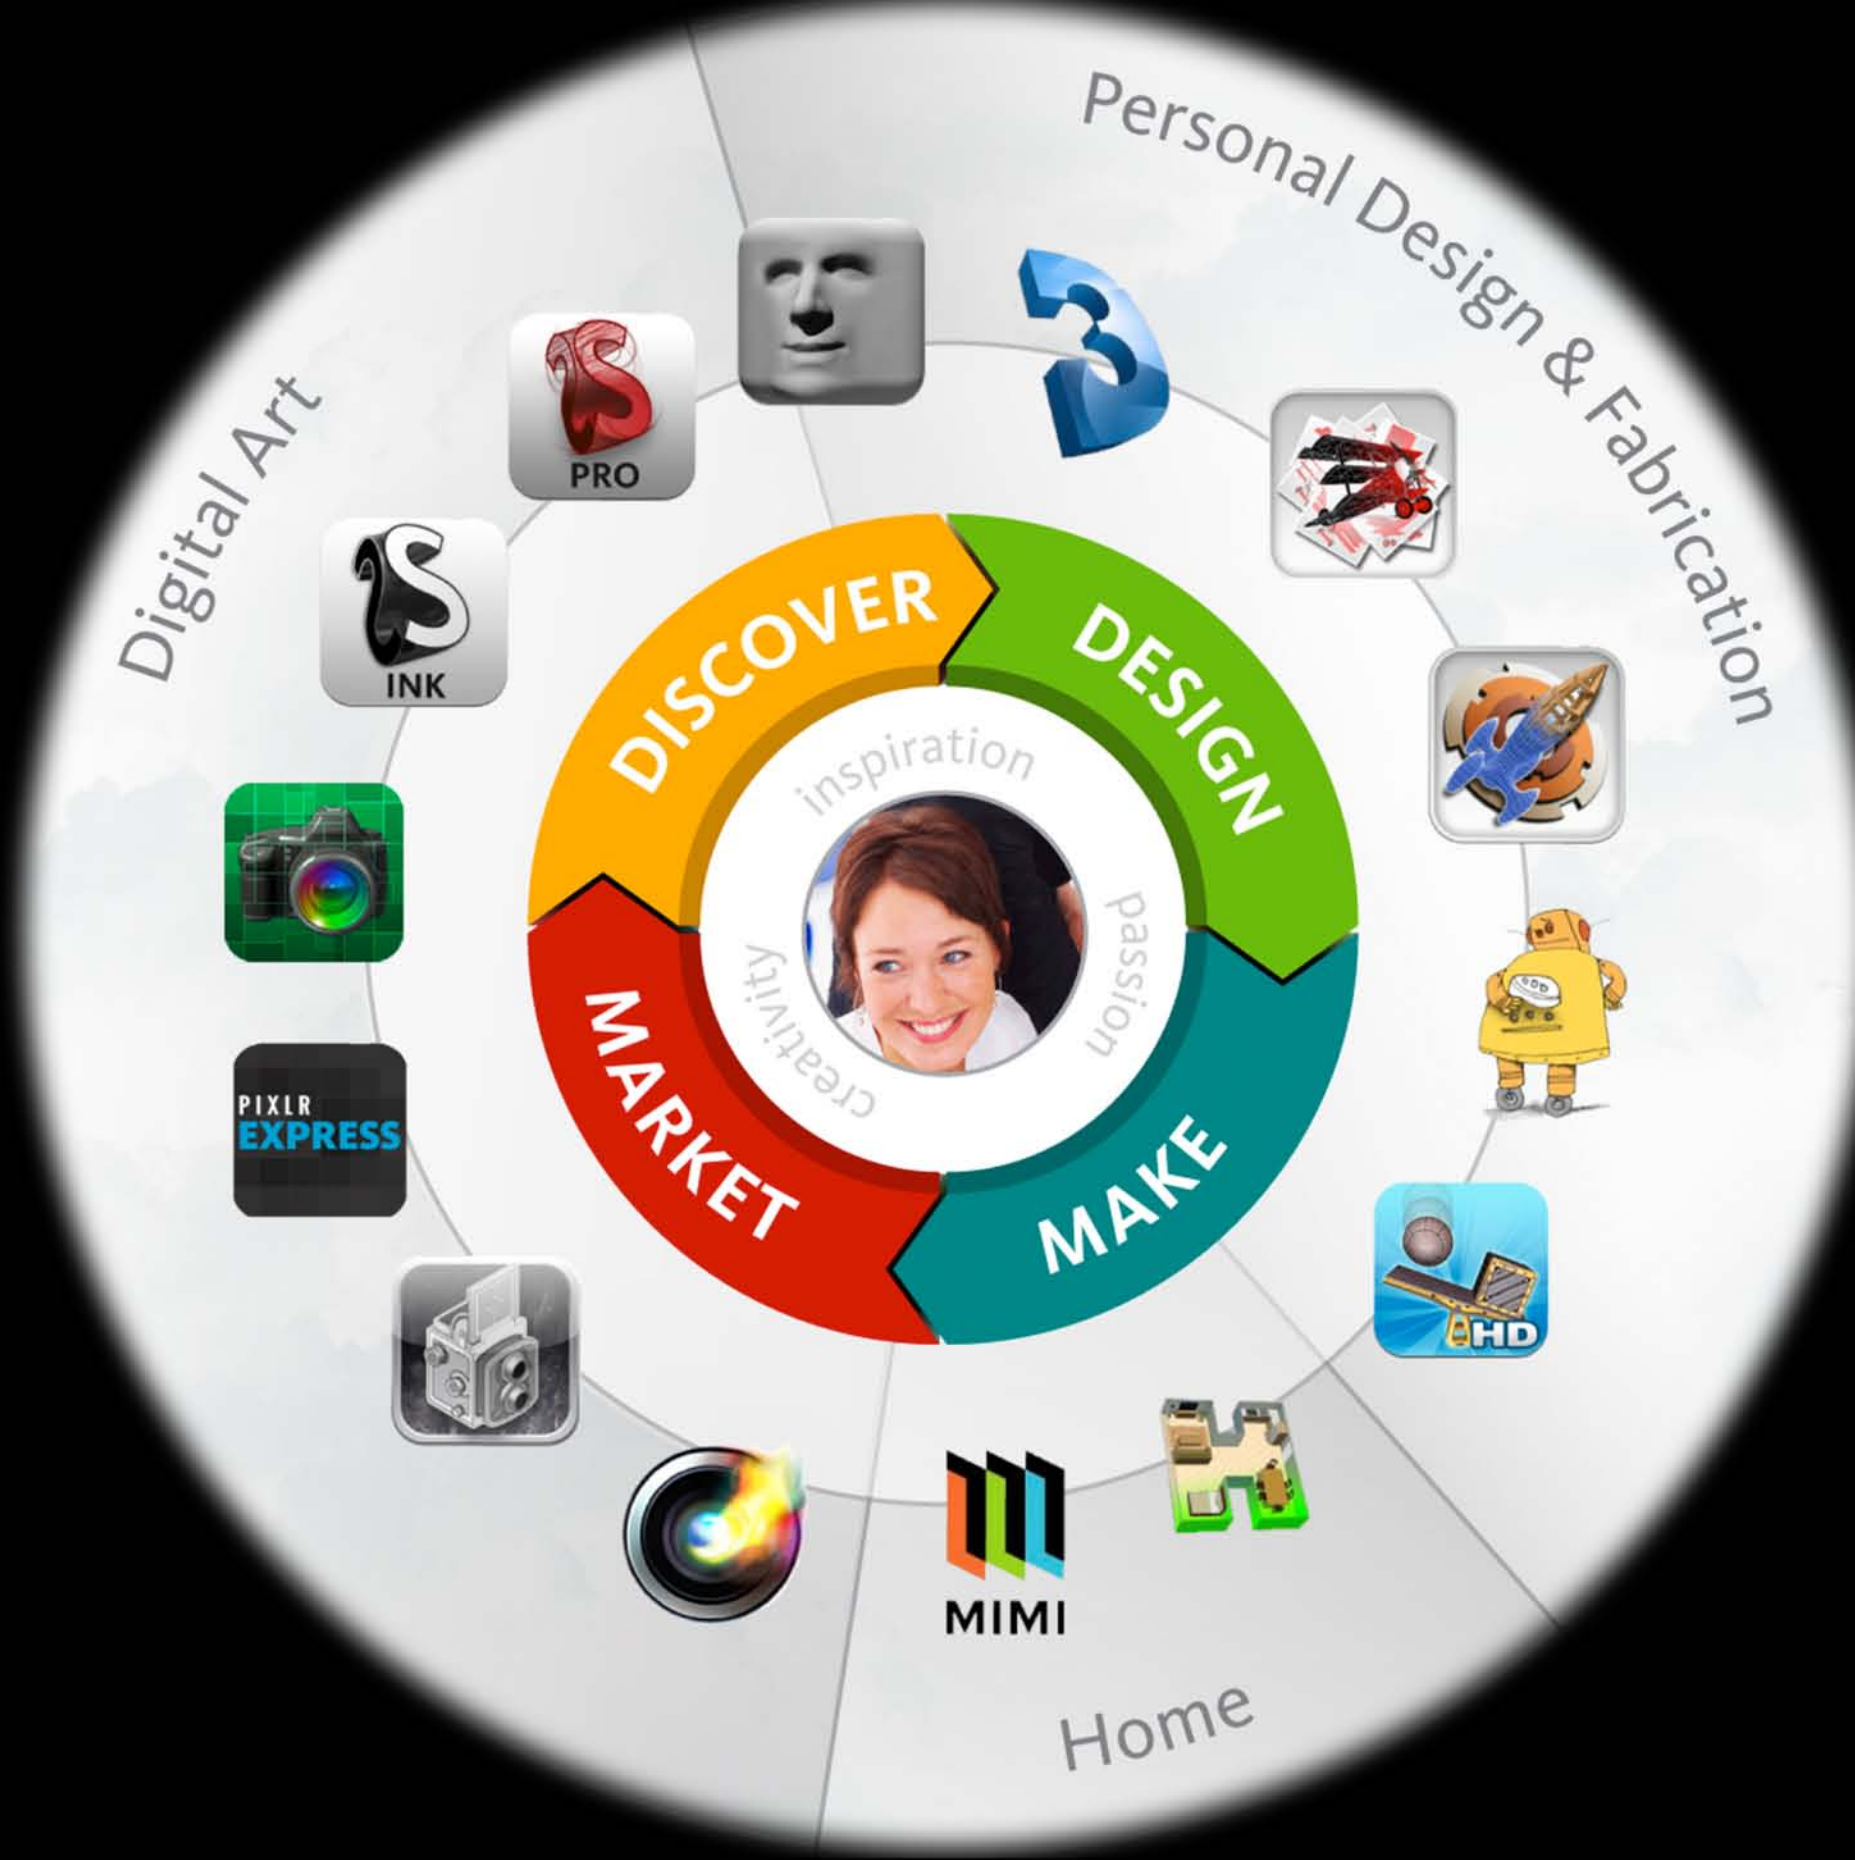 Personal Design & Fabrication
Digital Art
PRO
INK
DISCOVER
DESIGN
inspiration
passion
creativity
MARKET
MAKE
PIXLR
EXPRESS
HD
MIMI
Home